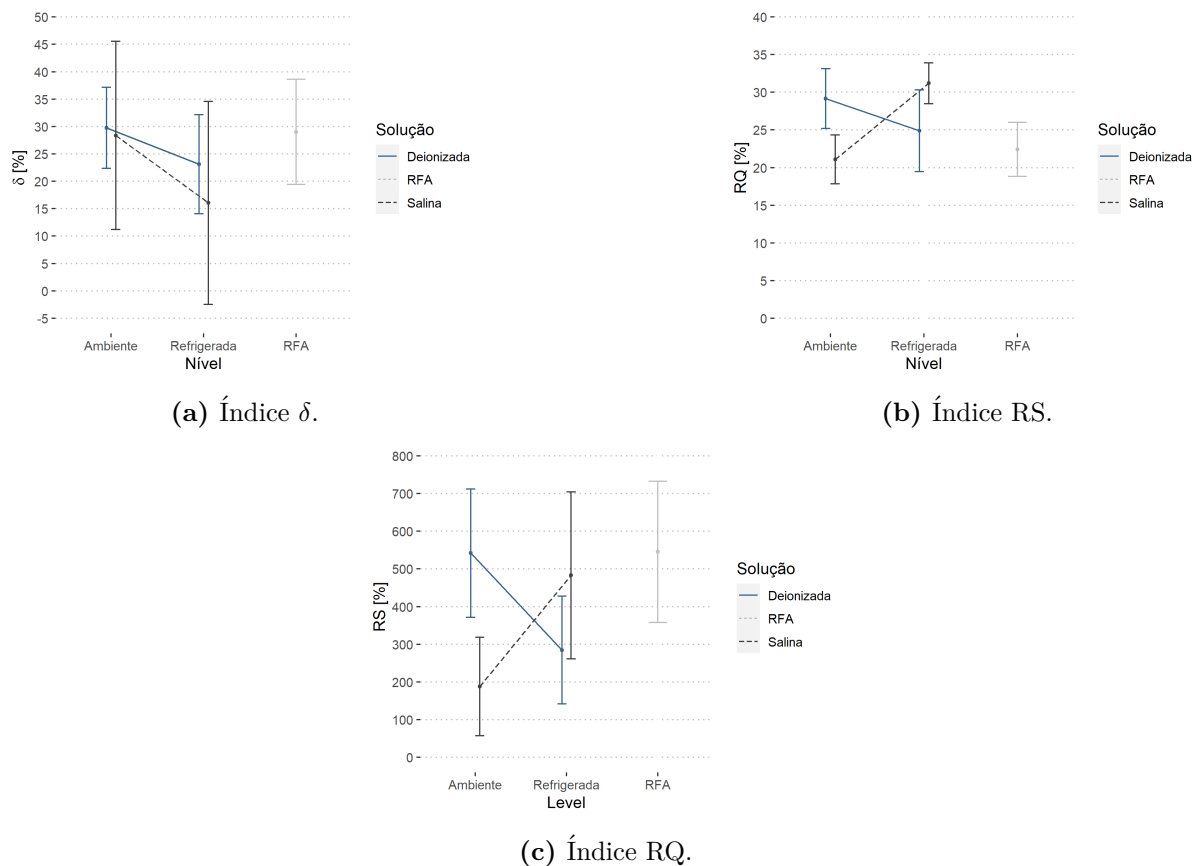 50
45
40
35
30
25
20
15
10
5
0
-5
δ [%]
Ambiente Refrigerada RFA
Nível
Solução
Deionizada
RFA
Salina
(a) Índice δ.
40
35
30
25
20
15
10
5
0
RQ [%]
Ambiente Refrigerada RFA
Nível
Solução
Deionizada
RFA
Salina
(b) Índice RS.
800
700
600
500
400
300
200
100
0
RS [%]
Ambiente Refrigerada RFA
Level
Solução
Deionizada
RFA
Salina
(c) Índice RQ.